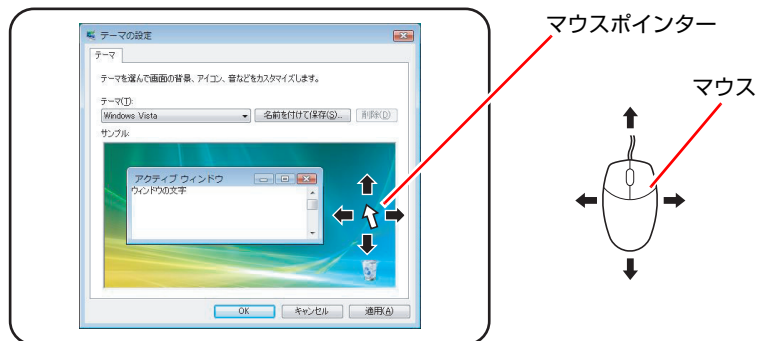 マウスポインター
マウス
テーマの設定
テーマ
テーマを選んで画面の背景、アイコン、音などをカスタマイズします。
テーマ(T):
Windows Vista
名前を付けて保存(S)...
削除(D)
サンプル:
アクティブ ウィンドウ
ウィンドウの文字
OK
キャンセル
適用(A)